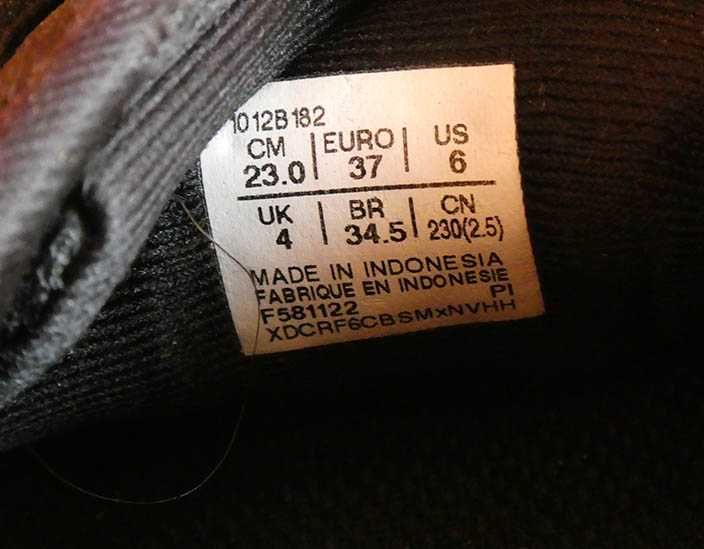 1012B182
CM | EURO | US
23.0 37 6
UK | BR | CN
4 34.5 230(2.5)
MADE IN INDONESIA
FABRIQUE EN INDONESIE
F581122 PI
XDCRF6CBSMxNVHH